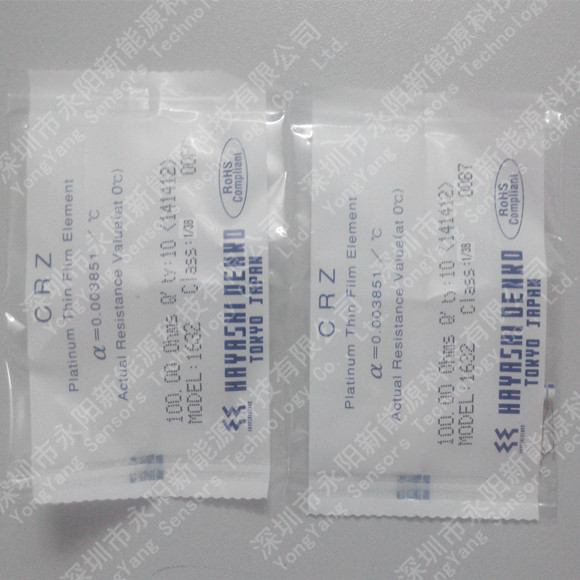 CRZ
Platinum Thin Film Element
α=0.003851／℃
Actual Resistance Value(at 0℃)
100.00 Ohms Q'ty:10 (141412)
MODEL:1632 Class:1/3B 0087
RoHS
Compliant
HAYASHI DENKO
TOKYO JAPAN
CRZ
Platinum Thin Film Element
α=0.003851／℃
Actual Resistance Value(at 0℃)
100.00 Ohms Q'ty:10 (141412)
MODEL:1632 Class:1/3B 0087
RoHS
Compliant
HAYASHI DENKO
TOKYO JAPAN
深圳市永阳新能源科技有限公司
YongYang Sensors Technology Co., Ltd.